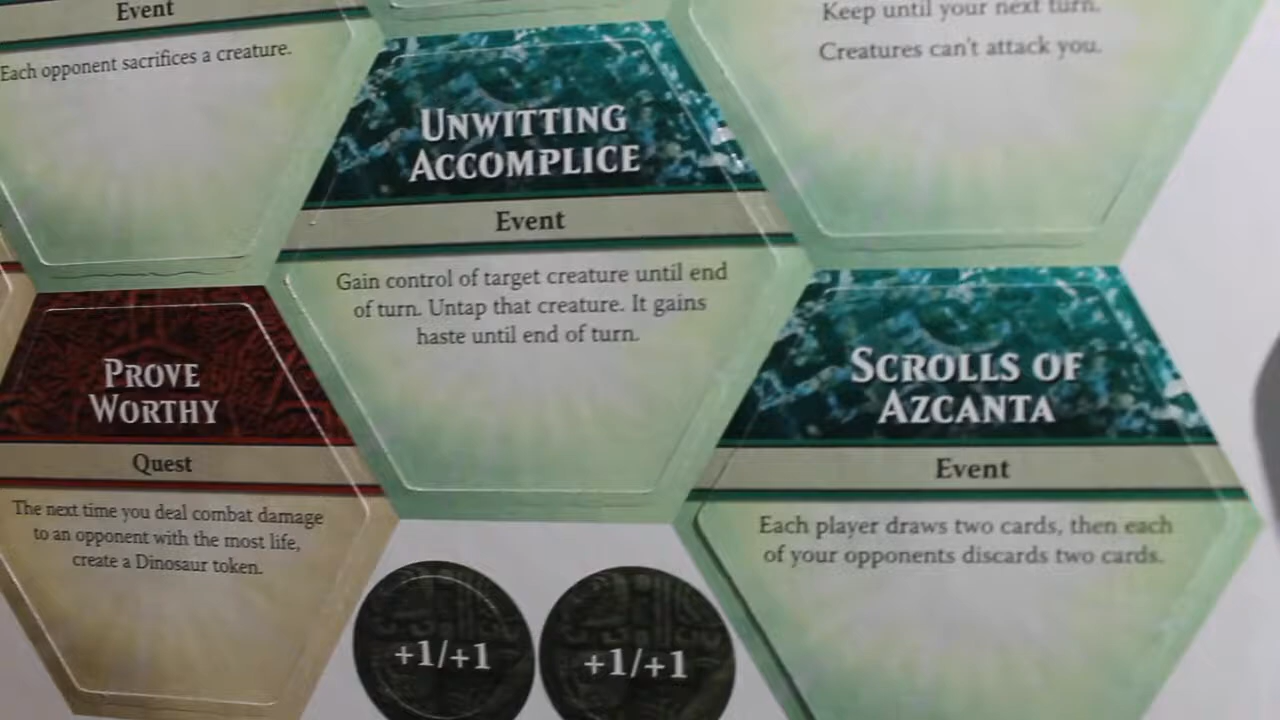 Event
Each opponent sacrifices a creature.
Keep until your next turn.
Creatures can't attack you.
UNWITTING
ACCOMPLICE
Event
Gain control of target creature until end
of turn. Untap that creature. It gains
haste until end of turn.
PROVE
WORTHY
Quest
The next time you deal combat damage
to an opponent with the most life,
create a Dinosaur token.
SCROLLS OF
AZCANTA
Event
Each player draws two cards, then each
of your opponents discards two cards.
+1/+1
+1/+1